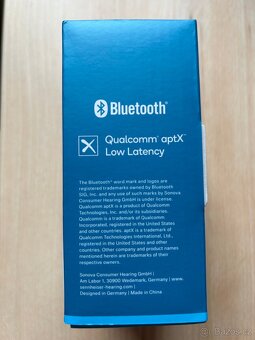 Bluetooth®
Qualcomm® aptX™
Low Latency
The Bluetooth® word mark and logos are
registered trademarks owned by Bluetooth
SIG, Inc. and any use of such marks by Sonova
Consumer Hearing GmbH is under license.
Qualcomm aptX is a product of Qualcomm
Technologies, Inc. and/or its subsidiaries.
Qualcomm is a trademark of Qualcomm
Incorporated, registered in the United States
and other countries. aptX is a trademark of
Qualcomm Technologies International, Ltd.,
registered in the United States and other
countries. Other company and product names
mentioned herein are trademarks of their
respective owners.
Sonova Consumer Hearing GmbH |
Am Labor 1, 30900 Wedemark, Germany |
www.sennheiser-hearing.com |
Designed in Germany | Made in China